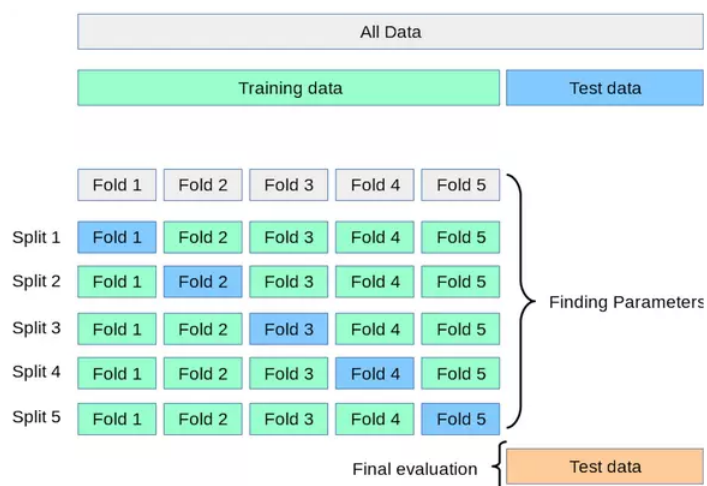 All Data
Training data Test data
Fold 1 Fold 2 Fold 3 Fold 4 Fold 5
Split 1 Fold 1 Fold 2 Fold 3 Fold 4 Fold 5
Split 2 Fold 1 Fold 2 Fold 3 Fold 4 Fold 5
Finding Parameters
Split 3 Fold 1 Fold 2 Fold 3 Fold 4 Fold 5
Split 4 Fold 1 Fold 2 Fold 3 Fold 4 Fold 5
Split 5 Fold 1 Fold 2 Fold 3 Fold 4 Fold 5
Final evaluation Test data